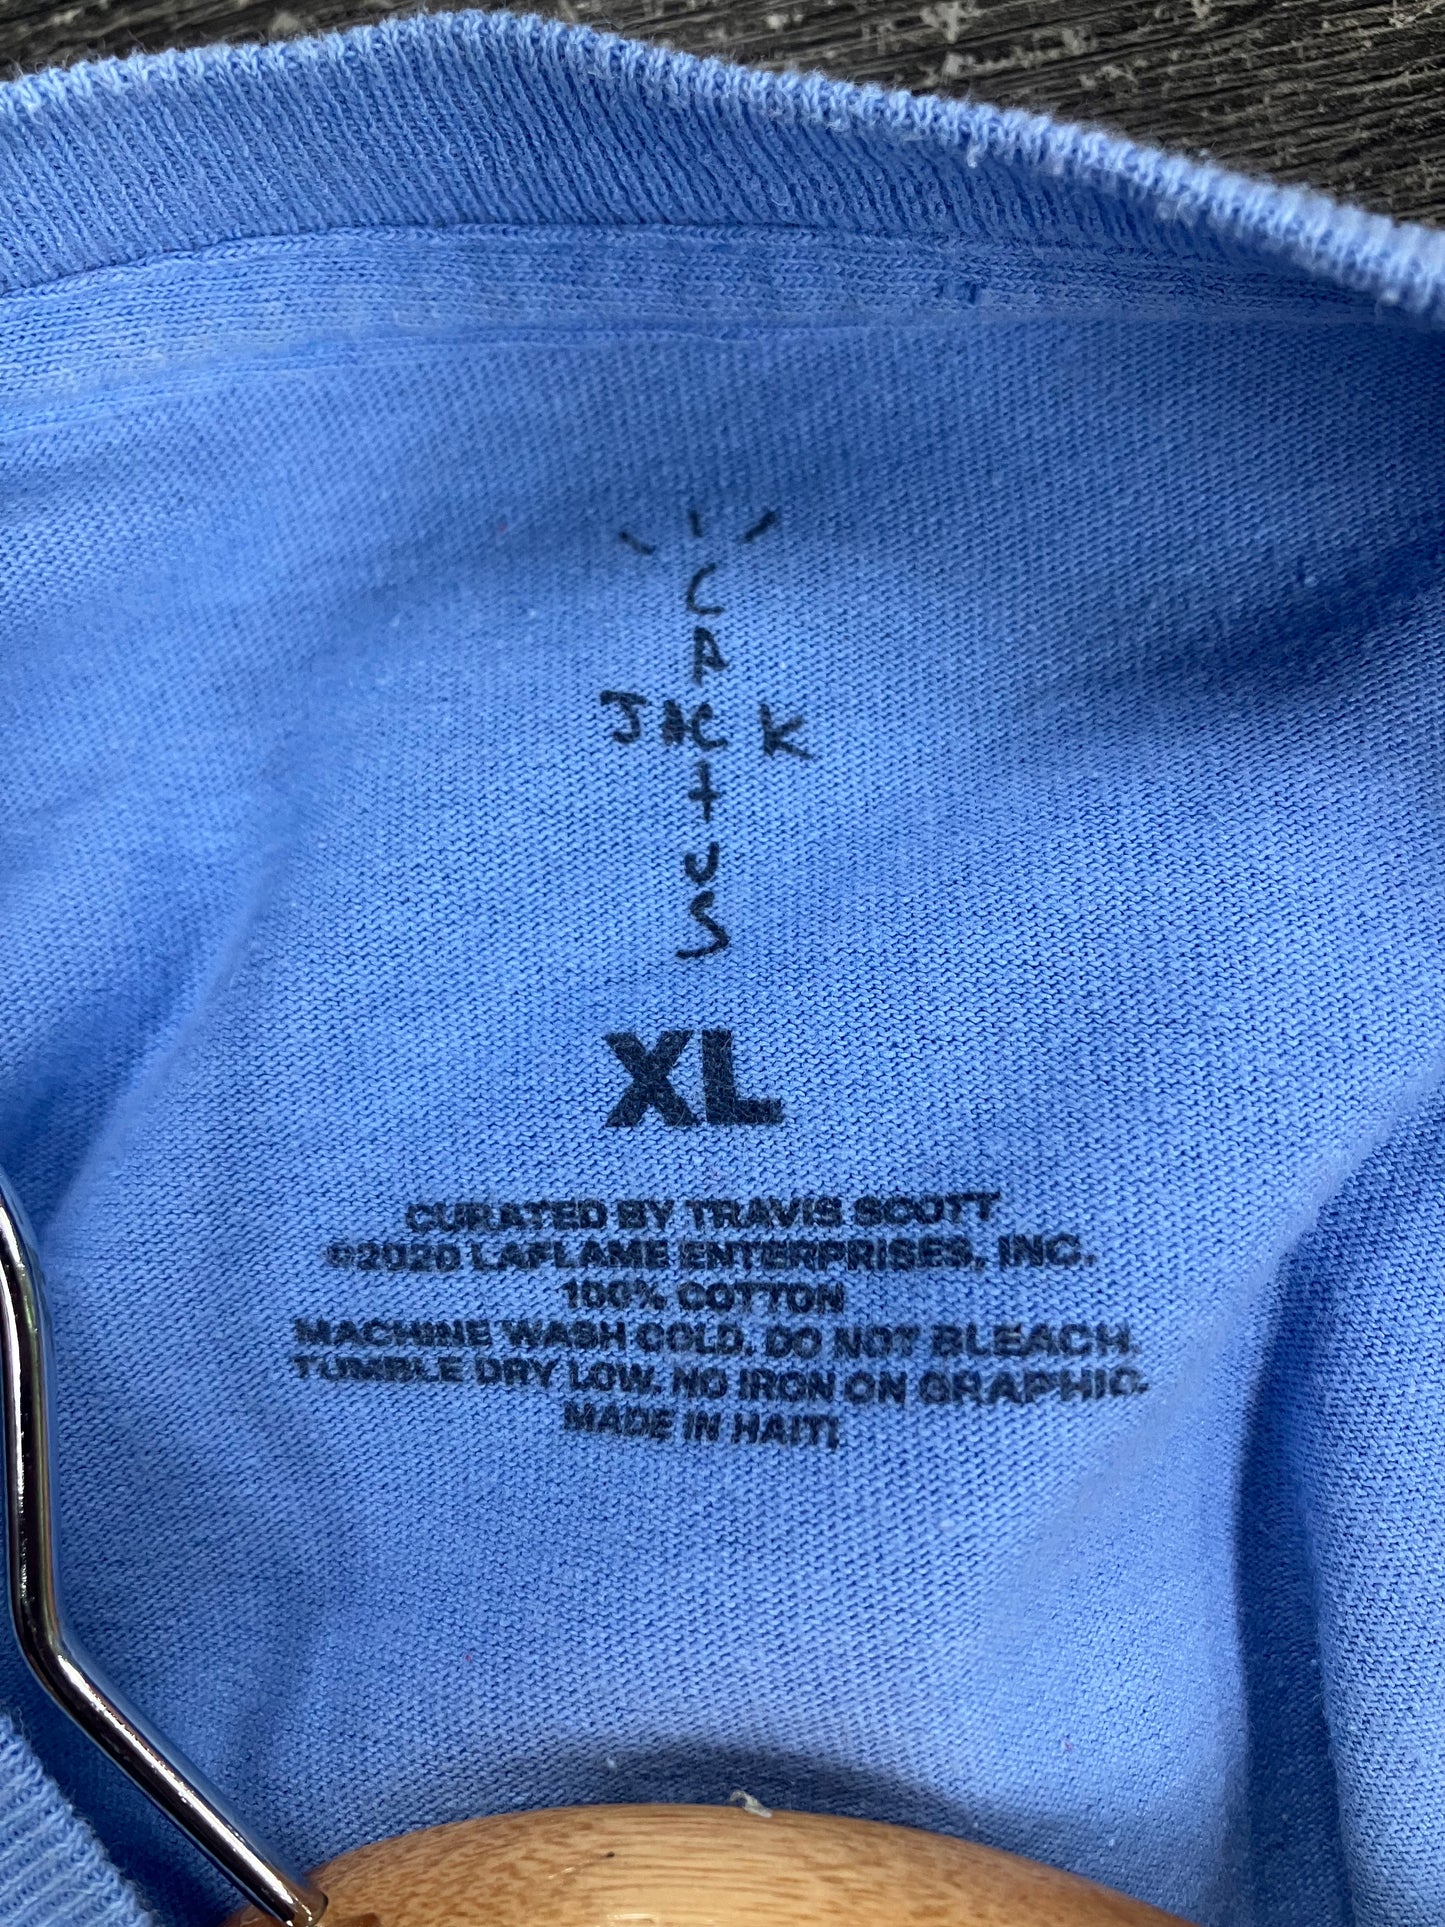 C
A
JACK
T
U
S
XL
CURATED BY TRAVIS SCOTT
©2020 LAFLAME ENTERPRISES, INC.
100% COTTON
MACHINE WASH COLD. DO NOT BLEACH.
TUMBLE DRY LOW. NO IRON ON GRAPHIC.
MADE IN HAITI